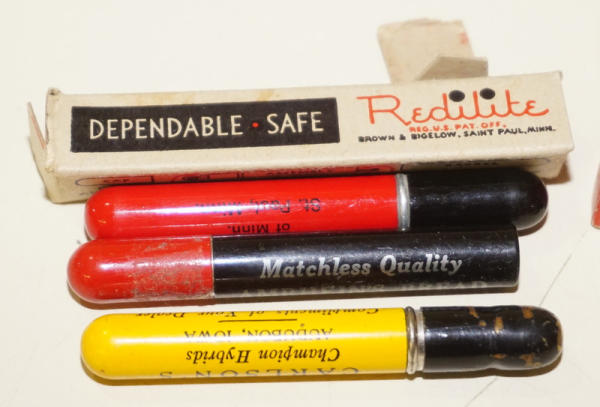 DEPENDABLE • SAFE
Redilite
REG. U.S. PAT. OFF.
BROWN & BIGELOW, SAINT PAUL, MINN.
St. Paul, Minn.
of Minn.
Matchless Quality
BREAD
CARLSON'S
Champion Hybrids
AUDUBON, IOWA
Compliments of Your Dealer